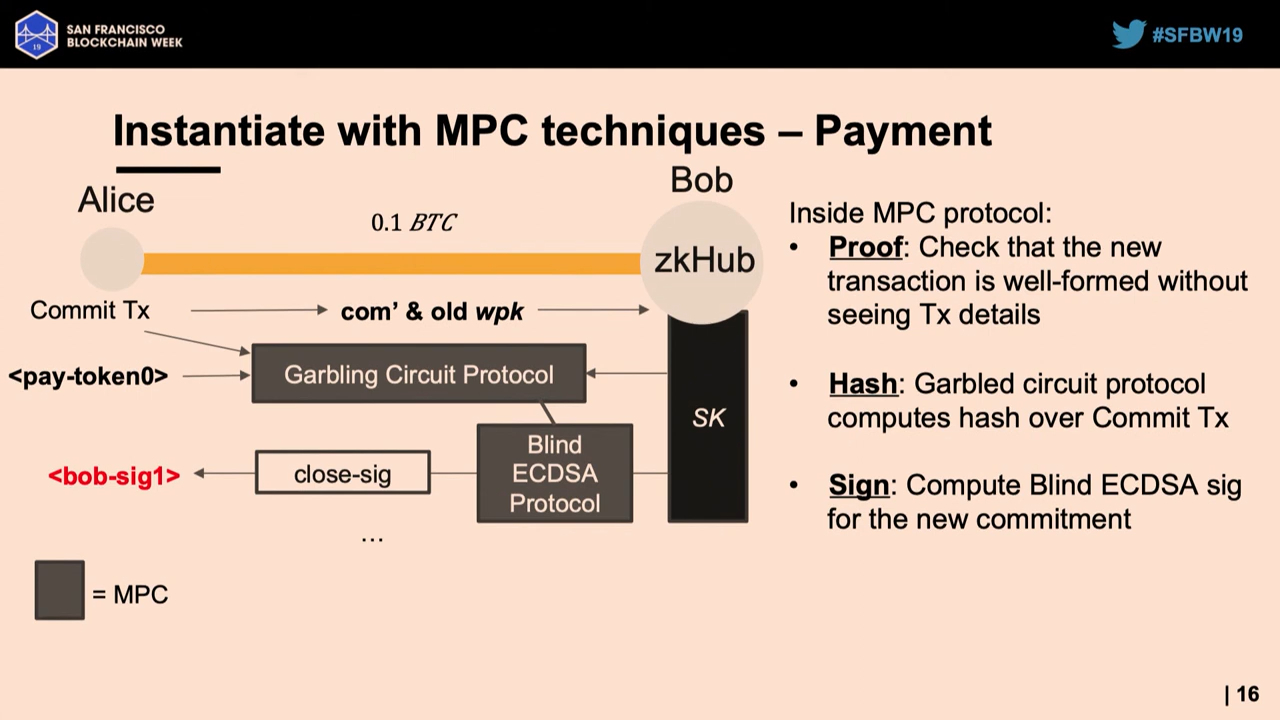 SAN FRANCISCO
BLOCKCHAIN WEEK
19
#SFBW19
Instantiate with MPC techniques – Payment
Alice
Bob
0.1 BTC
zkHub
Commit Tx
com’ & old wpk
<pay-token0>
Garbling Circuit Protocol
SK
Blind
ECDSA
Protocol
<bob-sig1>
close-sig
…
= MPC
Inside MPC protocol:
• Proof: Check that the new
transaction is well-formed without
seeing Tx details
• Hash: Garbled circuit protocol
computes hash over Commit Tx
• Sign: Compute Blind ECDSA sig
for the new commitment
| 16